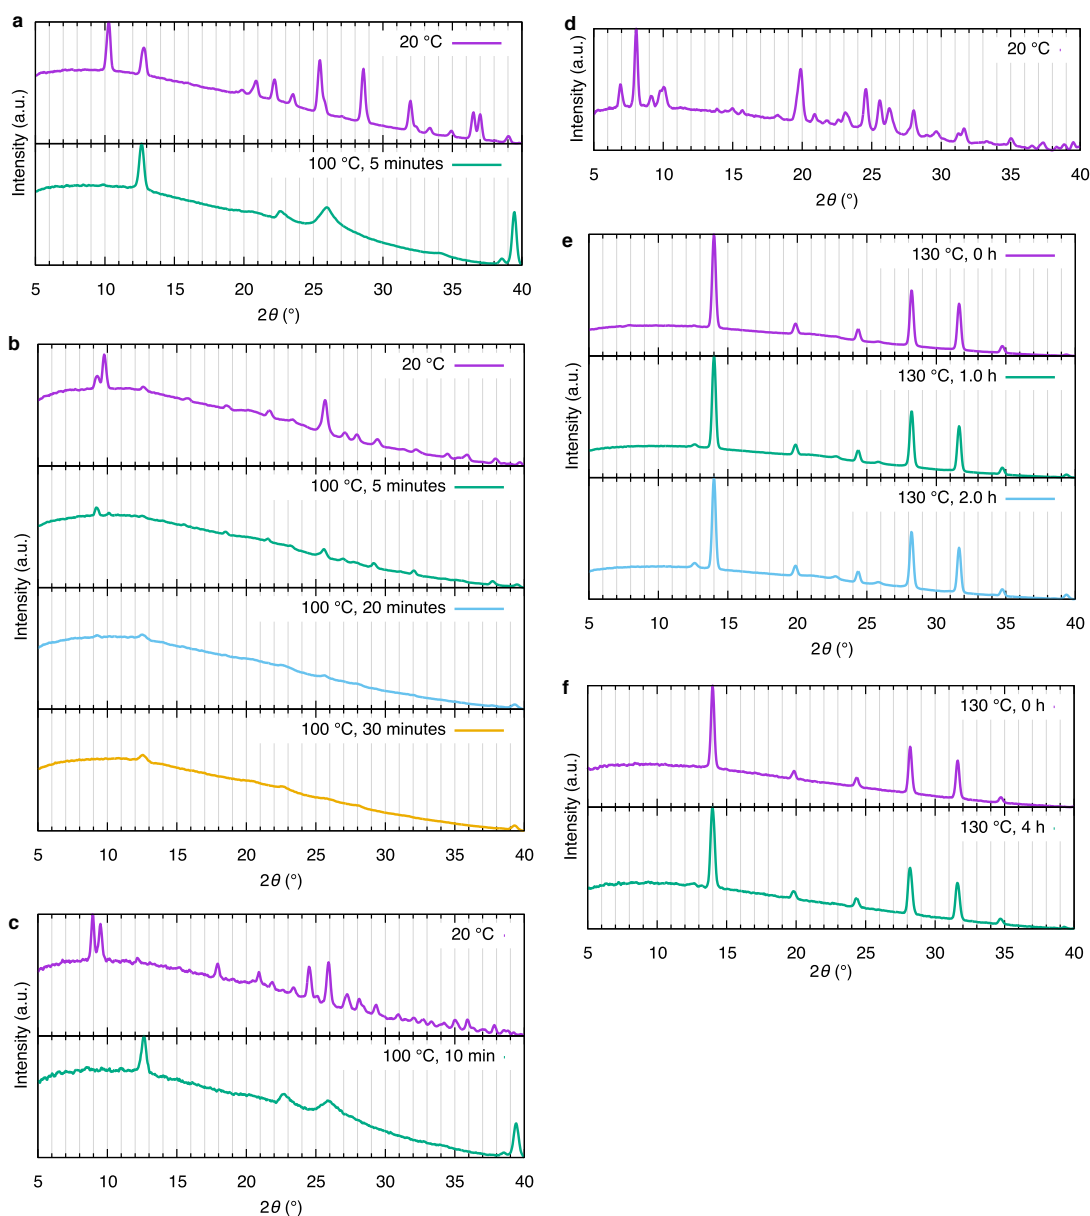 a
20 °C
100 °C, 5 minutes
Intensity (a.u.)
5 10 15 20 25 30 35 40
2θ (°)
b
20 °C
100 °C, 5 minutes
100 °C, 20 minutes
100 °C, 30 minutes
Intensity (a.u.)
5 10 15 20 25 30 35 40
2θ (°)
c
20 °C
100 °C, 10 min
Intensity (a.u.)
5 10 15 20 25 30 35 40
2θ (°)
d
20 °C
Intensity (a.u.)
5 10 15 20 25 30 35 40
2θ (°)
e
130 °C, 0 h
130 °C, 1.0 h
130 °C, 2.0 h
Intensity (a.u.)
5 10 15 20 25 30 35 40
2θ (°)
f
130 °C, 0 h
130 °C, 4 h
Intensity (a.u.)
5 10 15 20 25 30 35 40
2θ (°)